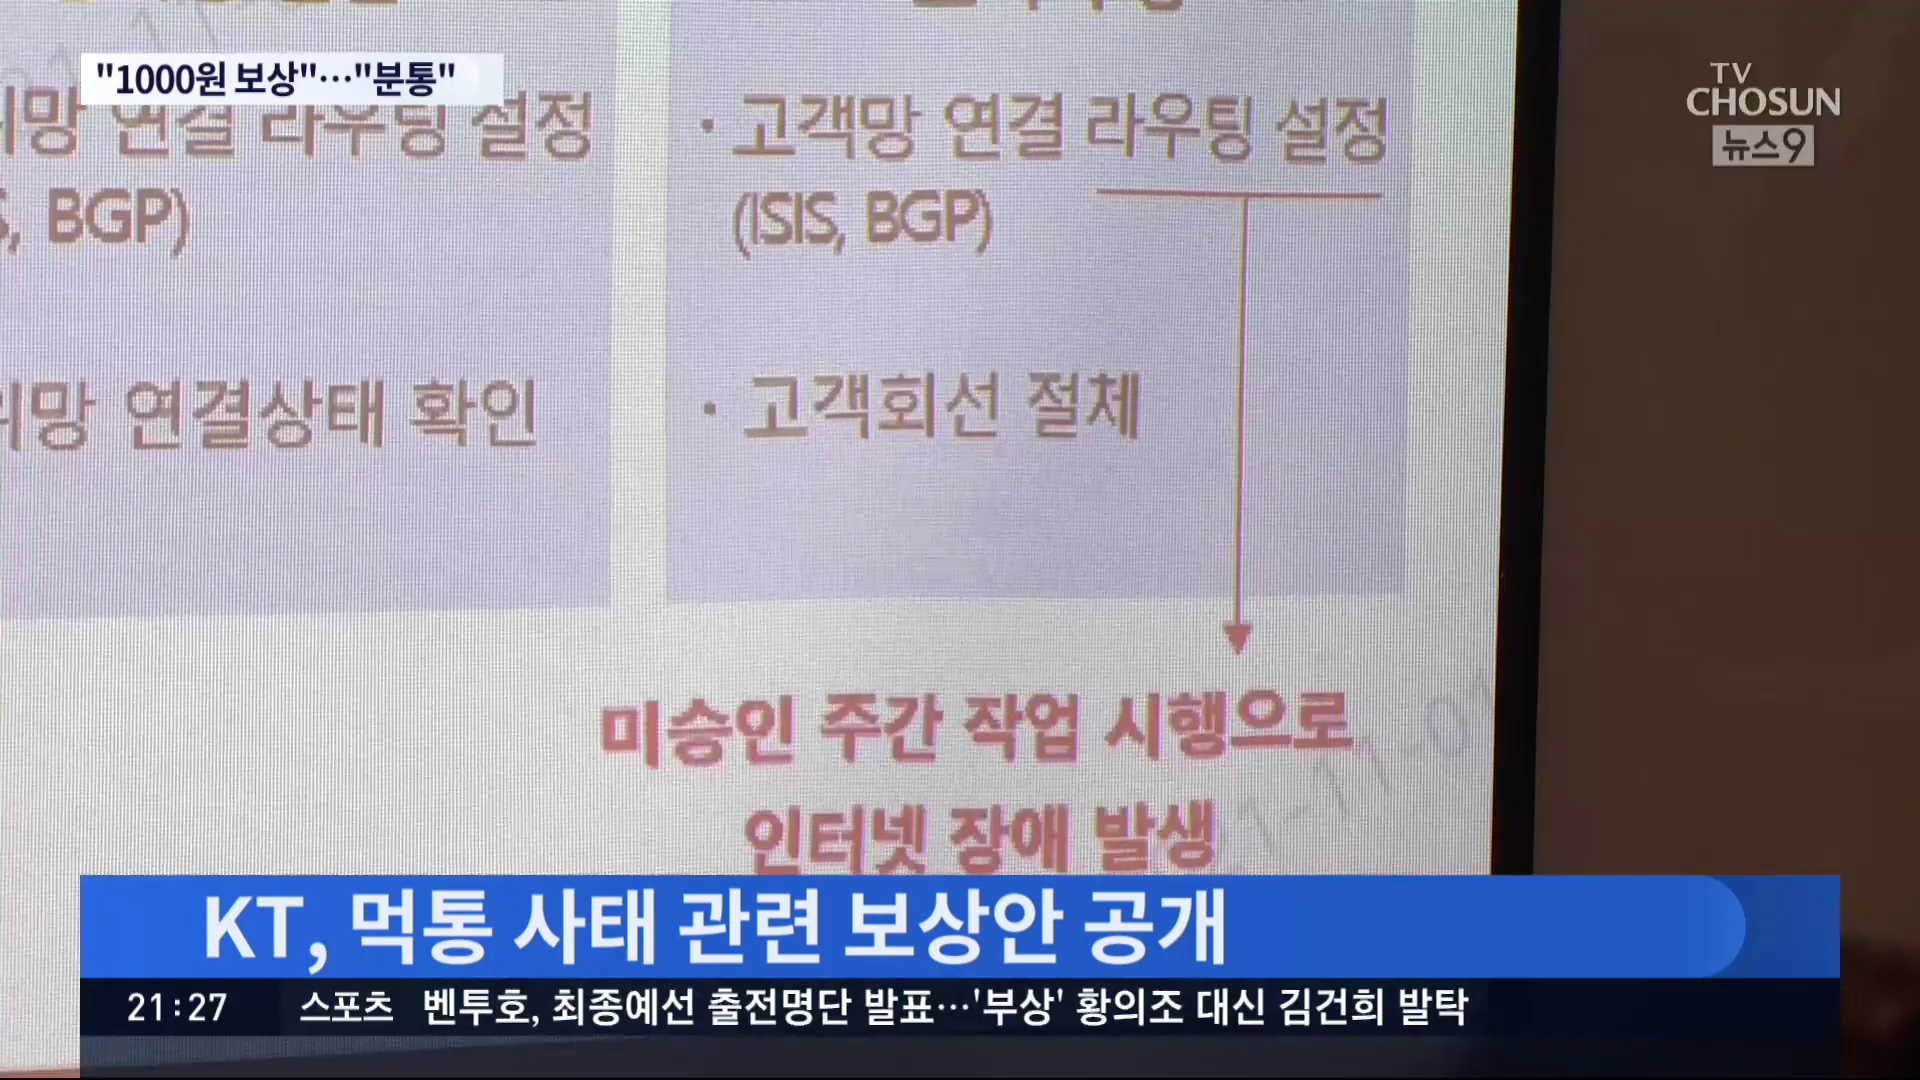 "1000원 보상"…"분통"
TV
CHOSUN
뉴스9
망 연결 라우팅 설정
BGP)
· 고객망 연결 라우팅 설정
(ISIS, BGP)
망 연결상태 확인
· 고객회선 절체
미승인 주간 작업 시행으로
인터넷 장애 발생
KT, 먹통 사태 관련 보상안 공개
21:27 스포츠 벤투호, 최종예선 출전명단 발표…'부상' 황의조 대신 김건희 발탁